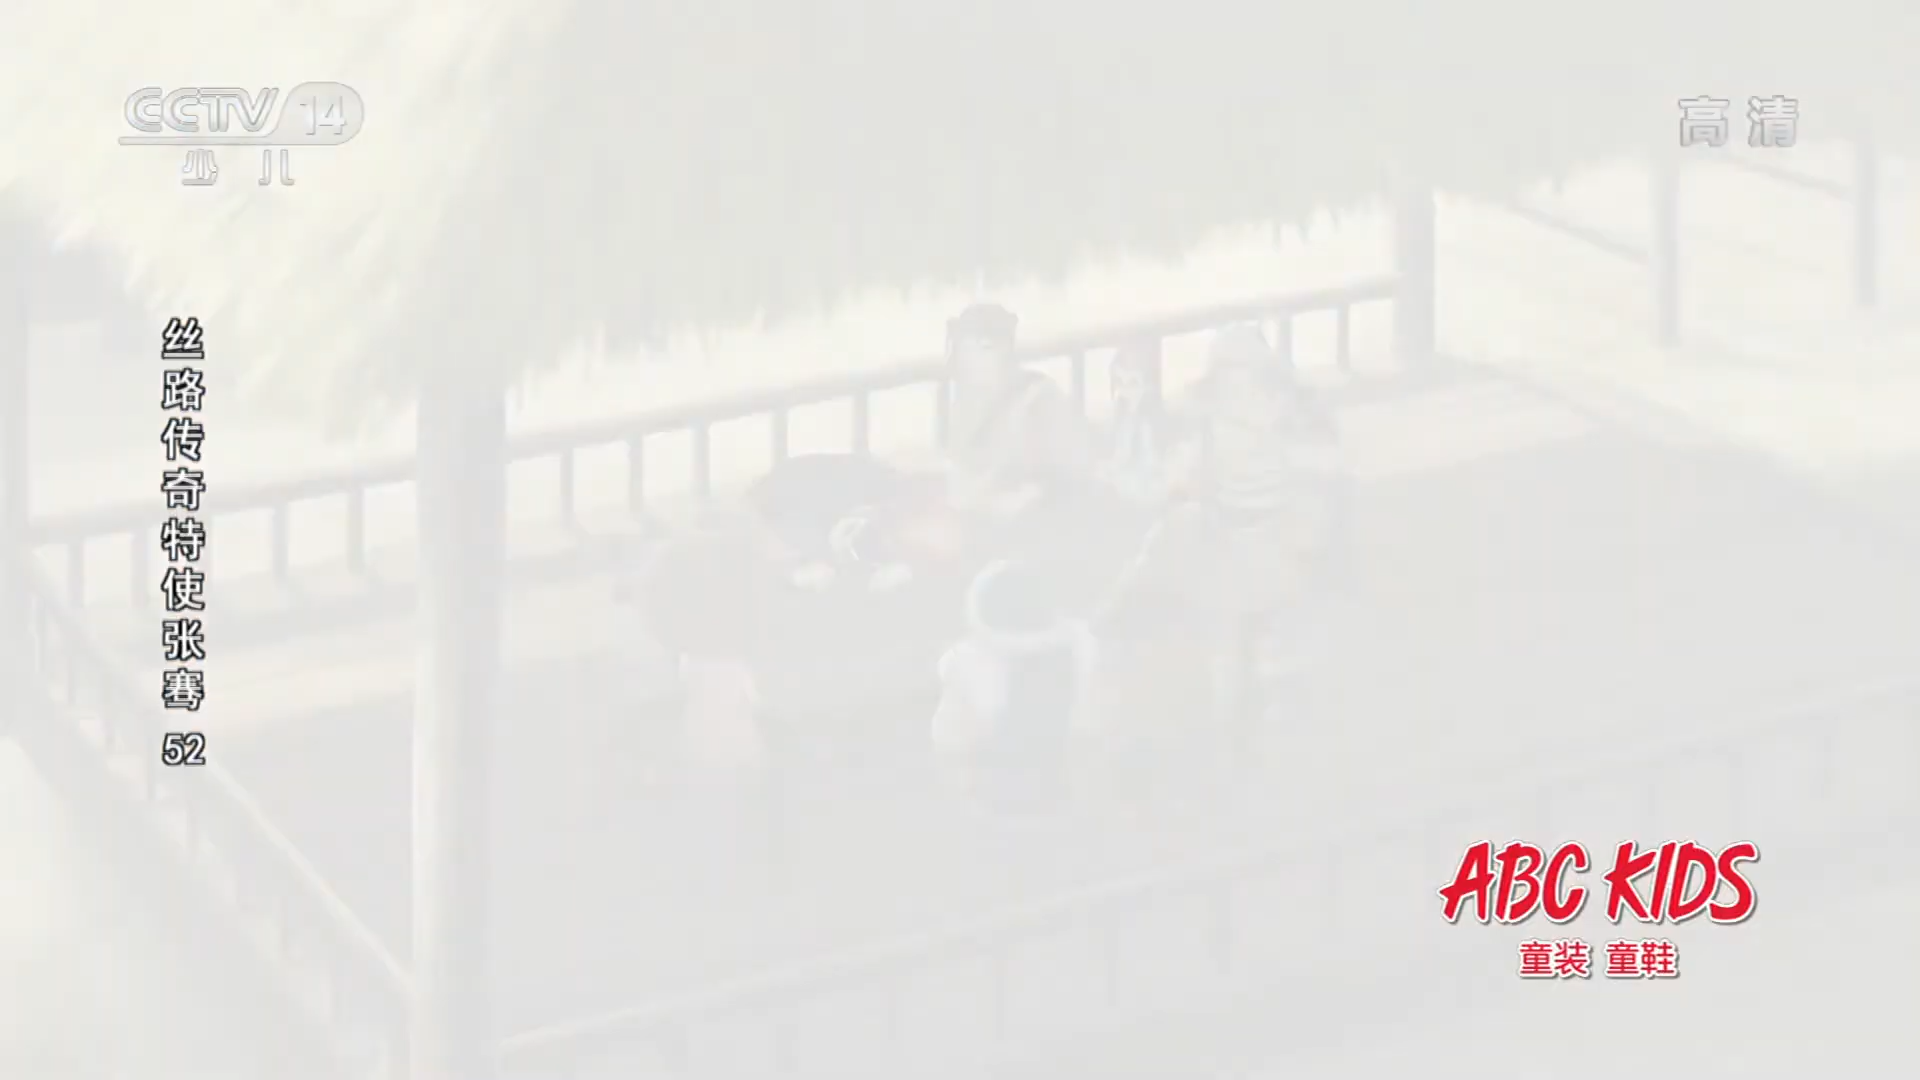 CCTV 14
少儿
高清
丝路传奇特使张骞 52
ABC KIDS
童装 童鞋